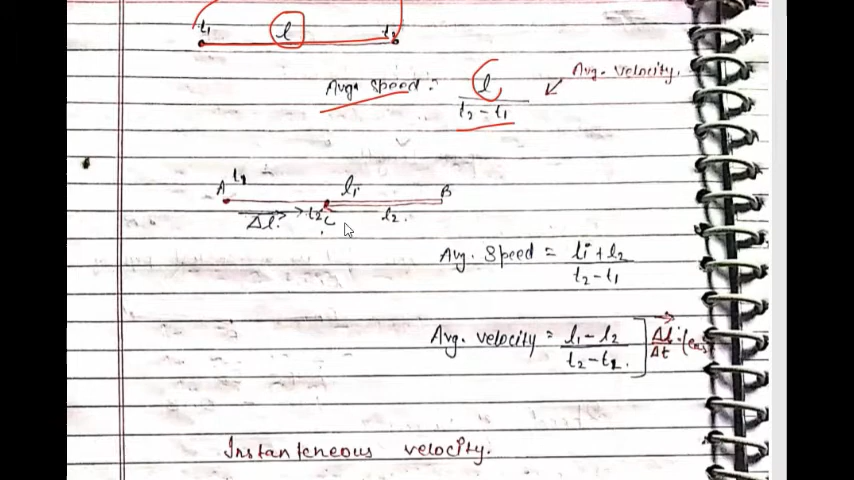 t1 l t2
Avg. speed : l / t2 - t1 ↙ Avg. velocity.
A t1 l1 B
Δl → t2 C l2.
Avg. speed = l1 + l2 / t2 - t1
Avg. velocity = l1 - l2 / t2 - t1 ] Δl / Δt
Instanteneous velocity.